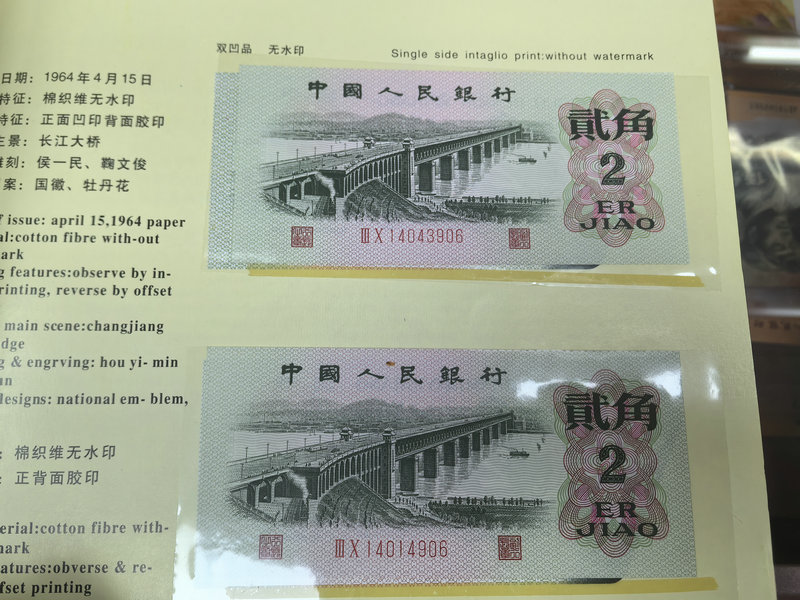 双凹品 无水印
Single side intaglio print:without watermark
日期: 1964年4月15日
特征: 棉织维无水印
特征: 正面凹印背面胶印
主景: 长江大桥
雕刻: 侯一民、鞠文俊
案: 国徽、牡丹花
f issue: april 15,1964 paper
al:cotton fibre with-out
ark
g features:observe by in-
rinting, reverse by offset
main scene:changjiang
dge
g & engrving: hou yi- min
un
designs: national em- blem,
: 棉织维无水印
: 正背面胶印
erial:cotton fibre with-
mark
atures:obverse & re-
fset printing
中國人民銀行
貳角
2
ER
JIAO
ⅢⅩ14043906
中國人民銀行
貳角
2
ER
JIAO
ⅢⅩ14014906